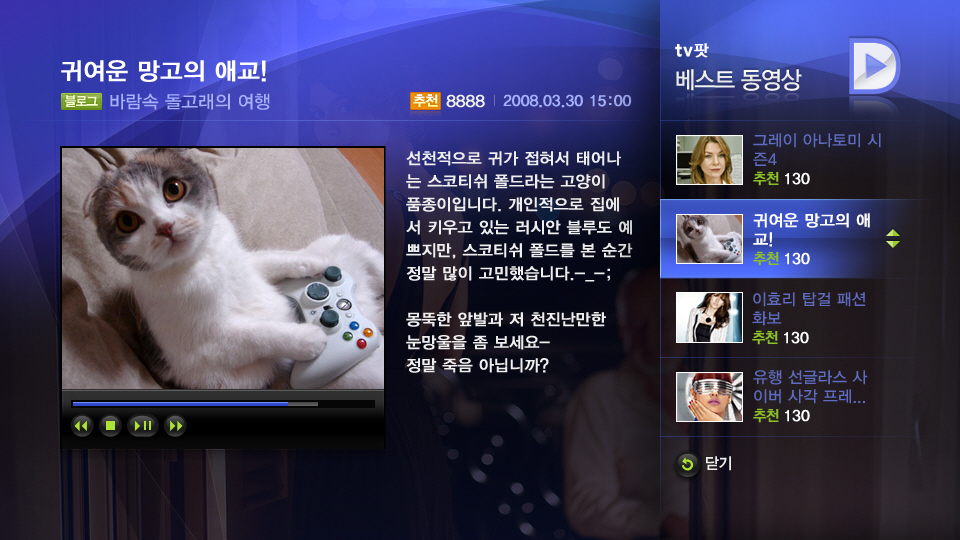 귀여운 망고의 애교!
블로그 바람속 돌고래의 여행
추천 8888 | 2008.03.30 15:00
선천적으로 귀가 접혀서 태어나
는 스코티쉬 폴드라는 고양이
품종이입니다. 개인적으로 집에
서 키우고 있는 러시안 블루도 예
쁘지만, 스코티쉬 폴드를 본 순간
정말 많이 고민했습니다.-_-;
몽뚝한 앞발과 저 천진난만한
눈망울을 좀 보세요~
정말 죽음 아닙니까?
tv팟
베스트 동영상
그레이 아나토미 시
즌4
추천 130
귀여운 망고의 애
교!
추천 130
이효리 탑걸 패션
화보
추천 130
유행 선글라스 사
이버 사각 프레...
추천 130
닫기